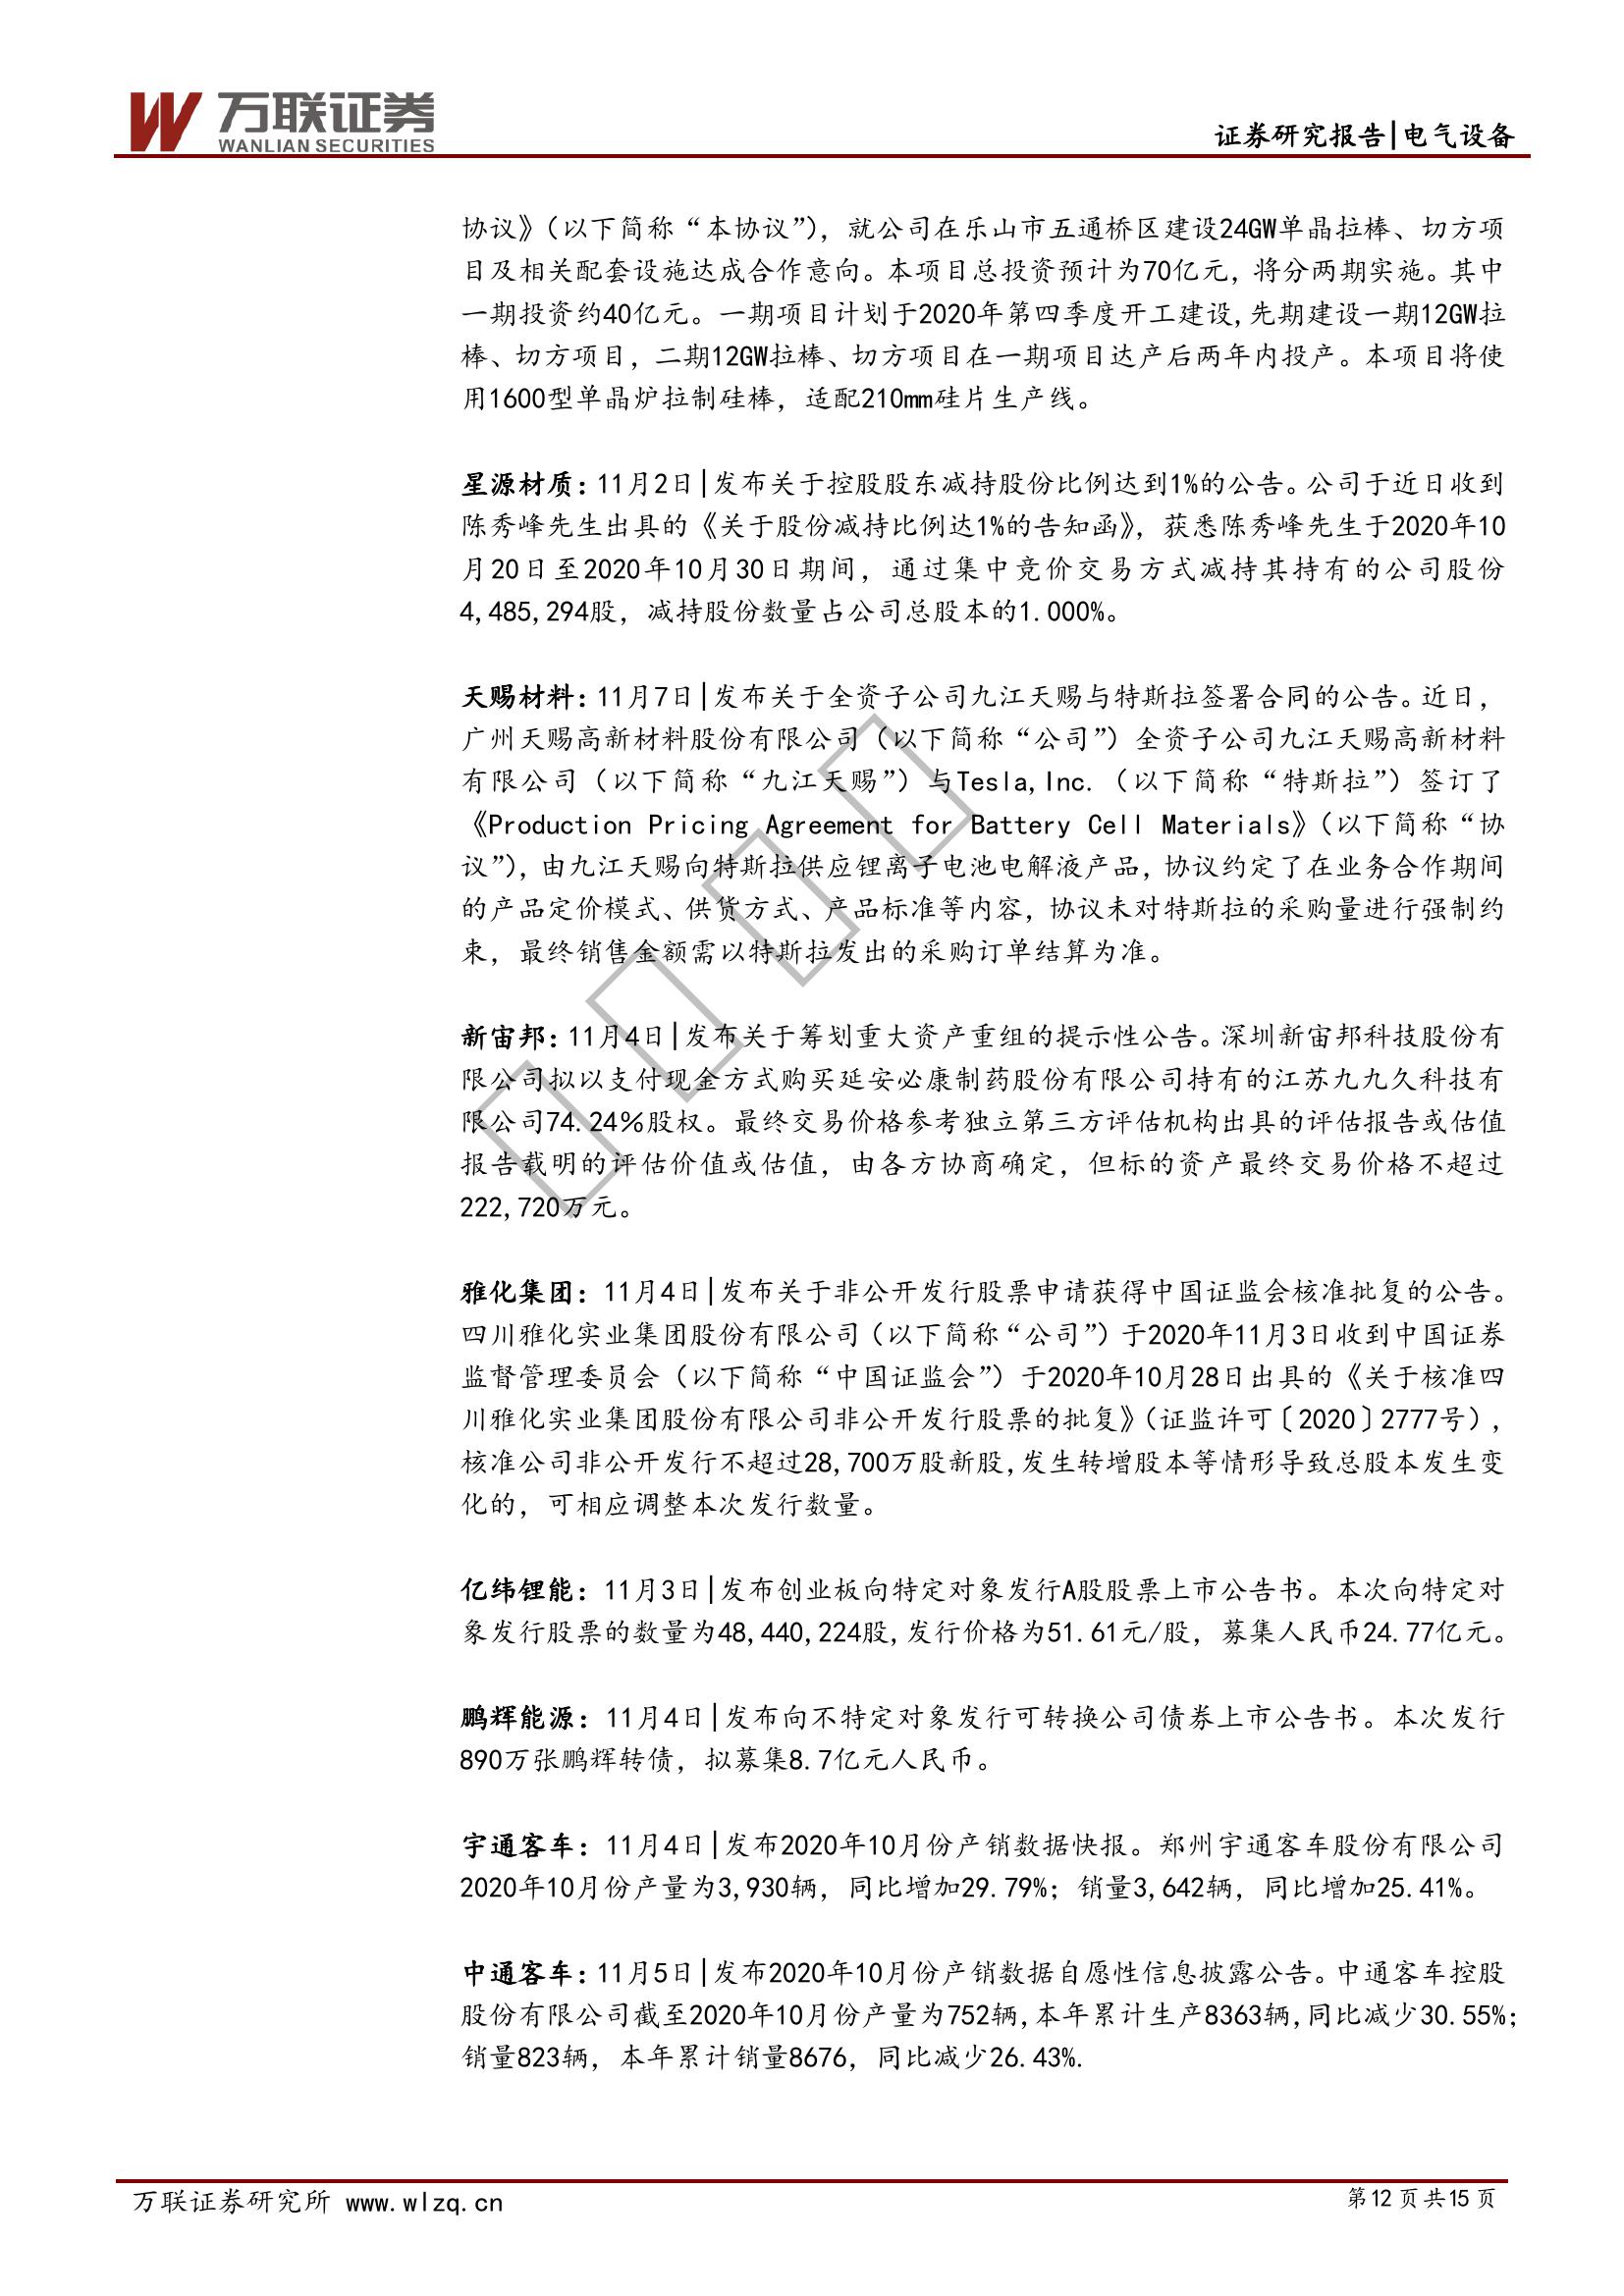 万联证券
WANLIAN SECURITIES
证券研究报告|电气设备
协议》（以下简称“本协议”），就公司在乐山市五通桥区建设24GW单晶拉棒、切方项
目及相关配套设施达成合作意向。本项目总投资预计为70亿元，将分两期实施。其中
一期投资约40亿元。一期项目计划于2020年第四季度开工建设,先期建设一期12GW拉
棒、切方项目，二期12GW拉棒、切方项目在一期项目达产后两年内投产。本项目将使
用1600型单晶炉拉制硅棒，适配210mm硅片生产线。
星源材质：11月2日|发布关于控股股东减持股份比例达到1%的公告。公司于近日收到
陈秀峰先生出具的《关于股份减持比例达1%的告知函》，获悉陈秀峰先生于2020年10
月20日至2020年10月30日期间，通过集中竞价交易方式减持其持有的公司股份
4,485,294股，减持股份数量占公司总股本的1.000%。
天赐材料：11月7日|发布关于全资子公司九江天赐与特斯拉签署合同的公告。近日，
广州天赐高新材料股份有限公司（以下简称“公司”）全资子公司九江天赐高新材料
有限公司（以下简称“九江天赐”）与Tesla,Inc.（以下简称“特斯拉”）签订了
《Production Pricing Agreement for Battery Cell Materials》（以下简称“协
议”），由九江天赐向特斯拉供应锂离子电池电解液产品，协议约定了在业务合作期间
的产品定价模式、供货方式、产品标准等内容，协议未对特斯拉的采购量进行强制约
束，最终销售金额需以特斯拉发出的采购订单结算为准。
新宙邦：11月4日|发布关于筹划重大资产重组的提示性公告。深圳新宙邦科技股份有
限公司拟以支付现金方式购买延安必康制药股份有限公司持有的江苏九九久科技有
限公司74.24％股权。最终交易价格参考独立第三方评估机构出具的评估报告或估值
报告载明的评估价值或估值，由各方协商确定，但标的资产最终交易价格不超过
222,720万元。
雅化集团：11月4日|发布关于非公开发行股票申请获得中国证监会核准批复的公告。
四川雅化实业集团股份有限公司（以下简称“公司”）于2020年11月3日收到中国证券
监督管理委员会（以下简称“中国证监会”）于2020年10月28日出具的《关于核准四
川雅化实业集团股份有限公司非公开发行股票的批复》（证监许可〔2020〕2777号），
核准公司非公开发行不超过28,700万股新股,发生转增股本等情形导致总股本发生变
化的，可相应调整本次发行数量。
亿纬锂能：11月3日|发布创业板向特定对象发行A股股票上市公告书。本次向特定对
象发行股票的数量为48,440,224股,发行价格为51.61元/股，募集人民币24.77亿元。
鹏辉能源：11月4日|发布向不特定对象发行可转换公司债券上市公告书。本次发行
890万张鹏辉转债，拟募集8.7亿元人民币。
宇通客车：11月4日|发布2020年10月份产销数据快报。郑州宇通客车股份有限公司
2020年10月份产量为3,930辆，同比增加29.79%；销量3,642辆，同比增加25.41%。
中通客车：11月5日|发布2020年10月份产销数据自愿性信息披露公告。中通客车控股
股份有限公司截至2020年10月份产量为752辆,本年累计生产8363辆,同比减少30.55%；
销量823辆，本年累计销量8676，同比减少26.43%.
万联证券研究所 www.wlzq.cn
第12页共15页